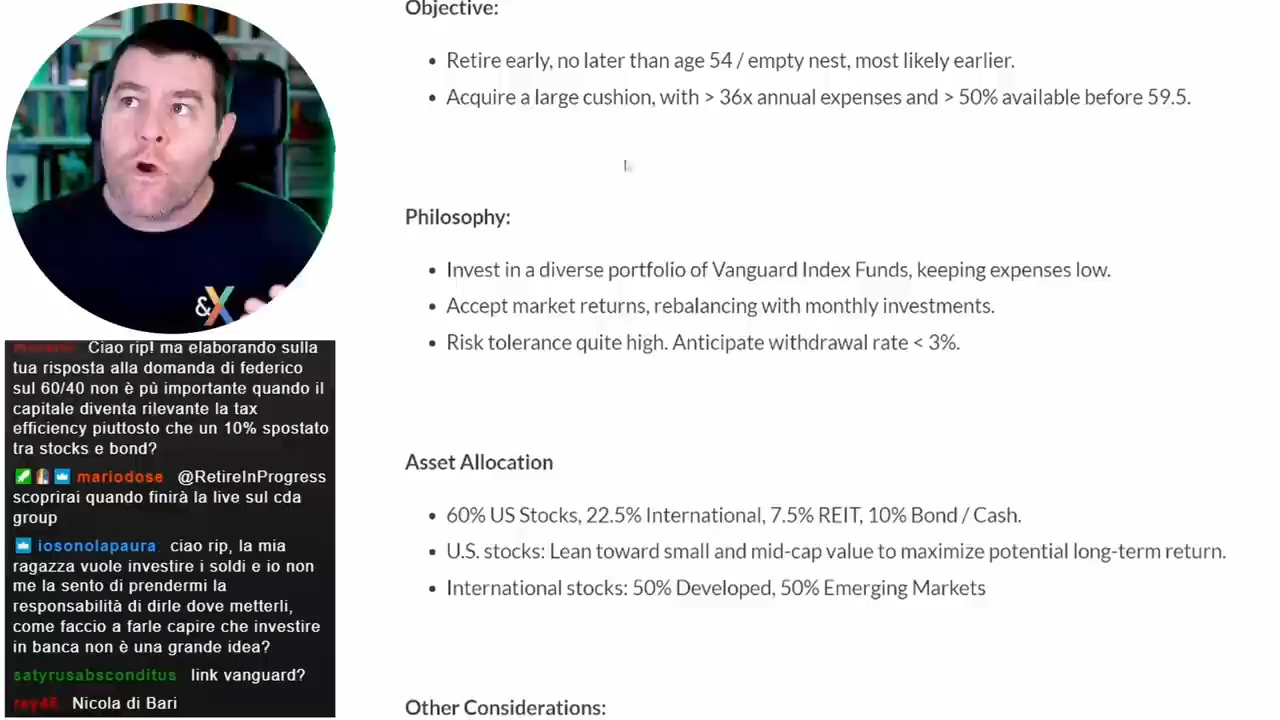 Objective:
• Retire early, no later than age 54 / empty nest, most likely earlier.
• Acquire a large cushion, with > 36x annual expenses and > 50% available before 59.5.
Philosophy:
• Invest in a diverse portfolio of Vanguard Index Funds, keeping expenses low.
• Accept market returns, rebalancing with monthly investments.
• Risk tolerance quite high. Anticipate withdrawal rate < 3%.
Asset Allocation
• 60% US Stocks, 22.5% International, 7.5% REIT, 10% Bond / Cash.
• U.S. stocks: Lean toward small and mid-cap value to maximize potential long-term return.
• International stocks: 50% Developed, 50% Emerging Markets
Other Considerations:
&X
Ciao rip! ma elaborando sulla
tua risposta alla domanda di federico
sul 60/40 non è pù importante quando il
capitale diventa rilevante la tax
efficiency piuttosto che un 10% spostato
tra stocks e bond?
mariodose @RetireInProgress
scoprirai quando finirà la live sul cda
group
iosonolapaura ciao rip, la mia
ragazza vuole investire i soldi e io non
me la sento di prendermi la
responsabilità di dirle dove metterli,
come faccio a farle capire che investire
in banca non è una grande idea?
satyrusabsconditus link vanguard?
Nicola di Bari